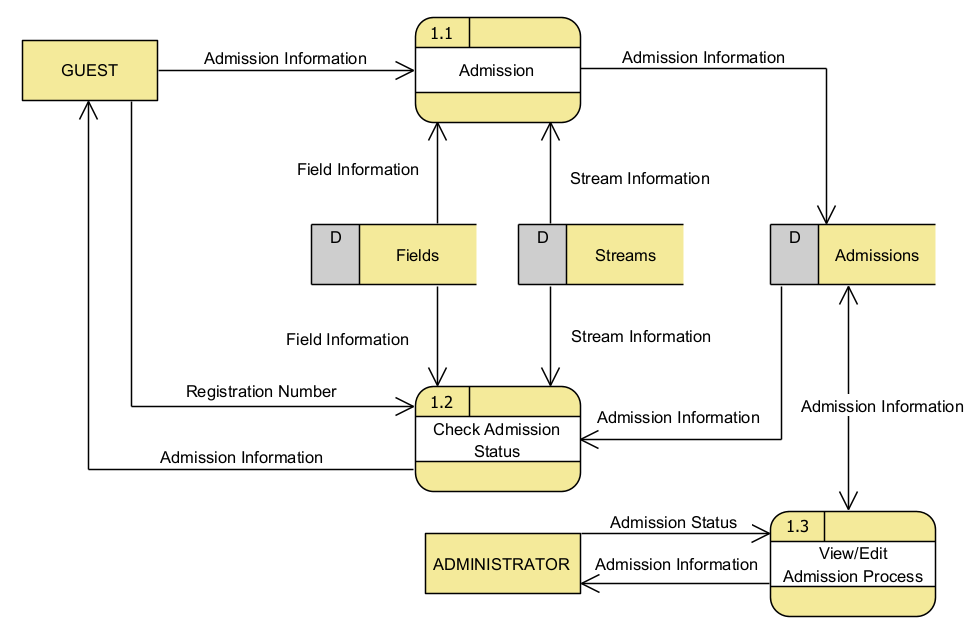 1.1
Admission Information
Admission Information
GUEST
Admission
Field Information
Stream Information
D
D
D
Fields
Streams
Admissions
Field Information
Stream Information
Registration Number
1.2
Admission Information
Admission Information
Check Admission
Status
Admission Information
Admission Status
1.3
ADMINISTRATOR
Admission Information
View/Edit
Admission Process